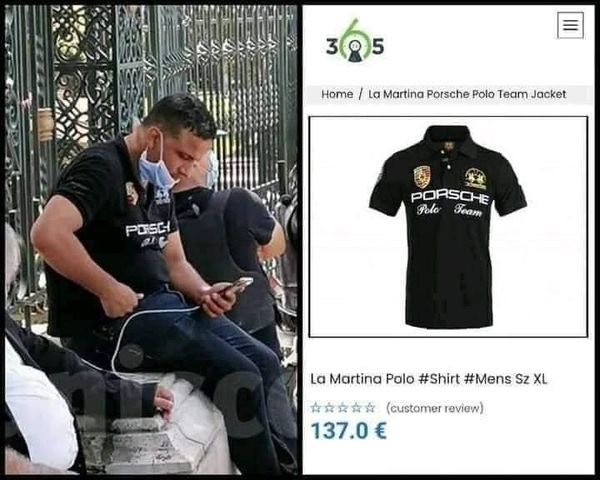 PORSCHE
365
Home / La Martina Porsche Polo Team Jacket
PORSCHE
Polo Team
La Martina Polo #Shirt #Mens Sz XL
(customer review)
137.0 €